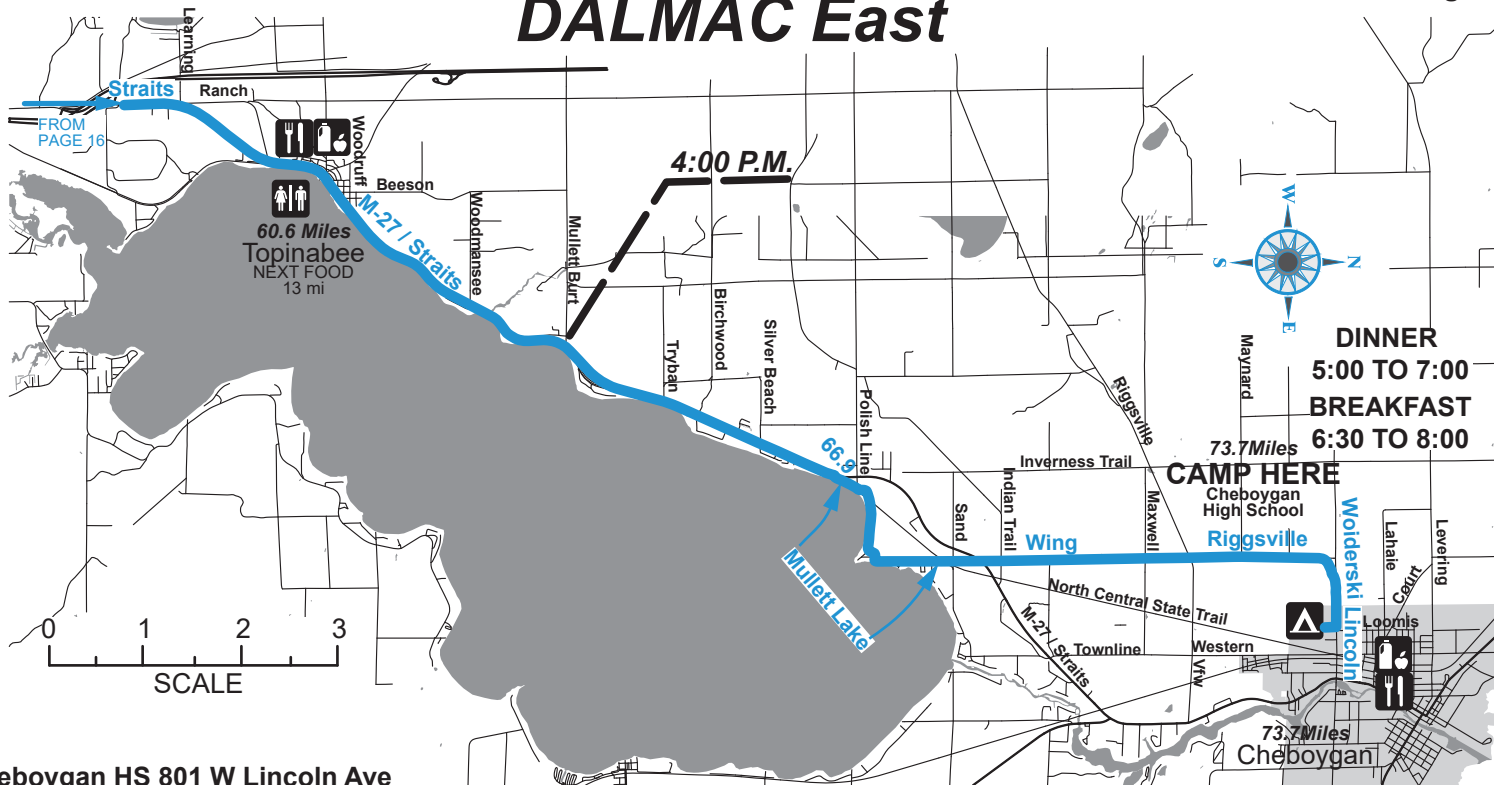 DALMAC East
Learning
Straits
Ranch
FROM
PAGE 16
Woodruff
Beeson
4:00 P.M.
60.6 Miles
Topinabee
NEXT FOOD
13 mi
M-27 / Straits
Woodmansee
Mullett Burt
Tryban
Birchwood
Silver Beach
Polish Line
66.9
Mullett Lake
Riggsville
Maynard
W
S
N
E
DINNER
5:00 TO 7:00
BREAKFAST
6:30 TO 8:00
73.7Miles
CAMP HERE
Cheboygan
High School
Inverness Trail
Sand
Indian Trail
Maxwell
Wing
Riggsville
Woiderski Lincoln
Lahaie
Court
Levering
Loomis
North Central State Trail
M-27 / Straits
Townline
Western
Vfw
73.7Miles
Cheboygan
0 1 2 3
SCALE
eboygan HS 801 W Lincoln Ave